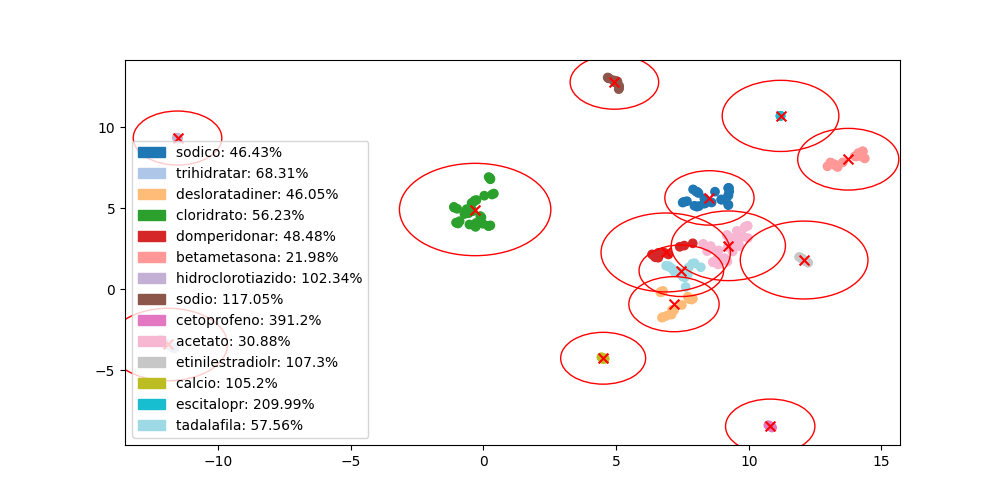 10
5
0
−5
sodico: 46.43%
trihidratar: 68.31%
desloratadiner: 46.05%
cloridrato: 56.23%
domperidonar: 48.48%
betametasona: 21.98%
hidroclorotiazido: 102.34%
sodio: 117.05%
cetoprofeno: 391.2%
acetato: 30.88%
etinilestradiolr: 107.3%
calcio: 105.2%
escitalopr: 209.99%
tadalafila: 57.56%
−10 −5 0 5 10 15